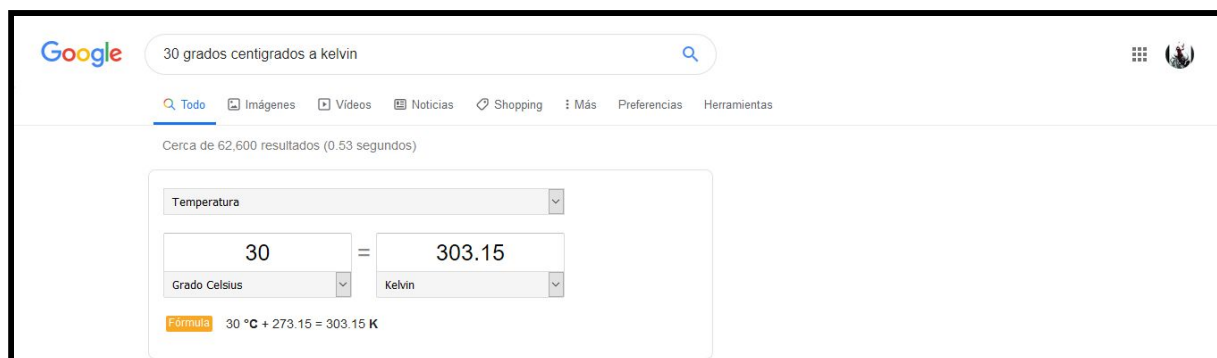 Google 30 grados centigrados a kelvin
Todo Imágenes Vídeos Noticias Shopping Más Preferencias Herramientas
Cerca de 62,600 resultados (0.53 segundos)
Temperatura
30 = 303.15
Grado Celsius Kelvin
Fórmula 30 °C + 273.15 = 303.15 K